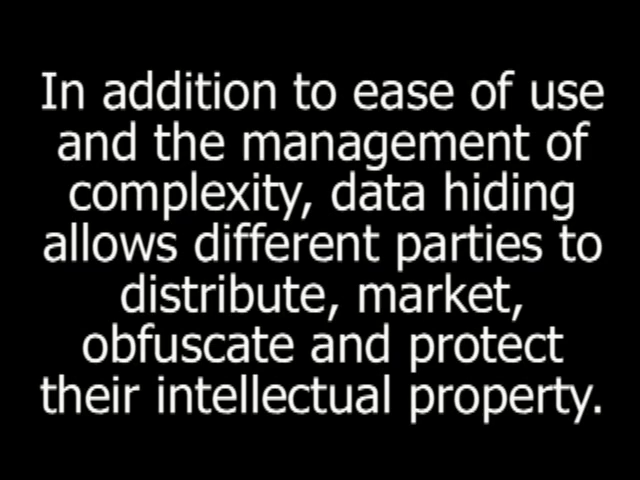 In addition to ease of use
and the management of
complexity, data hiding
allows different parties to
distribute, market,
obfuscate and protect
their intellectual property.